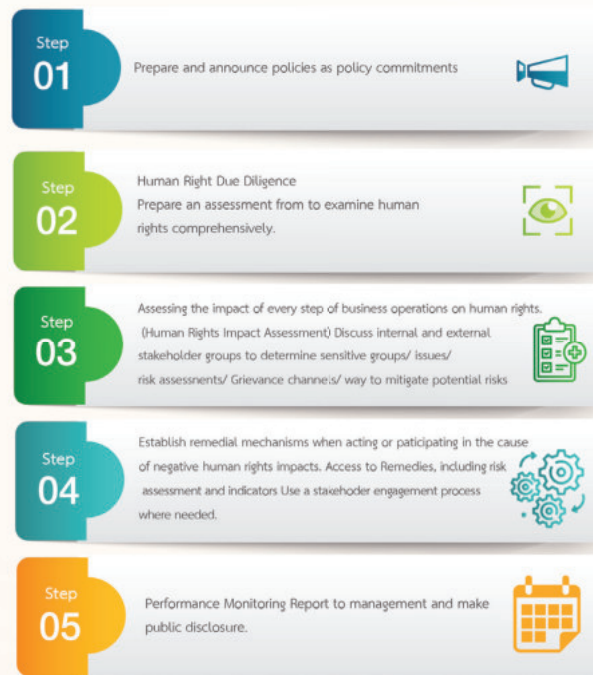 Step
01
Prepare and announce policies as policy commitments
Step
02
Human Right Due Diligence
Prepare an assessment from to examine human
rights comprehensively.
Step
03
Assessing the impact of every step of business operations on human rights.
(Human Rights Impact Assessment) Discuss internal and external
stakeholder groups to determine sensitive groups/ issues/
risk assessnents/ Grievance channels/ way to mitigate potential risks
Step
04
Establish remedial mechanisms when acting or paticipating in the cause
of negative human rights impacts. Access to Remedies, including risk
assessment and indicators Use a stakehoder engagement process
where needed.
Step
05
Performance Monitoring Report to management and make
public disclosure.